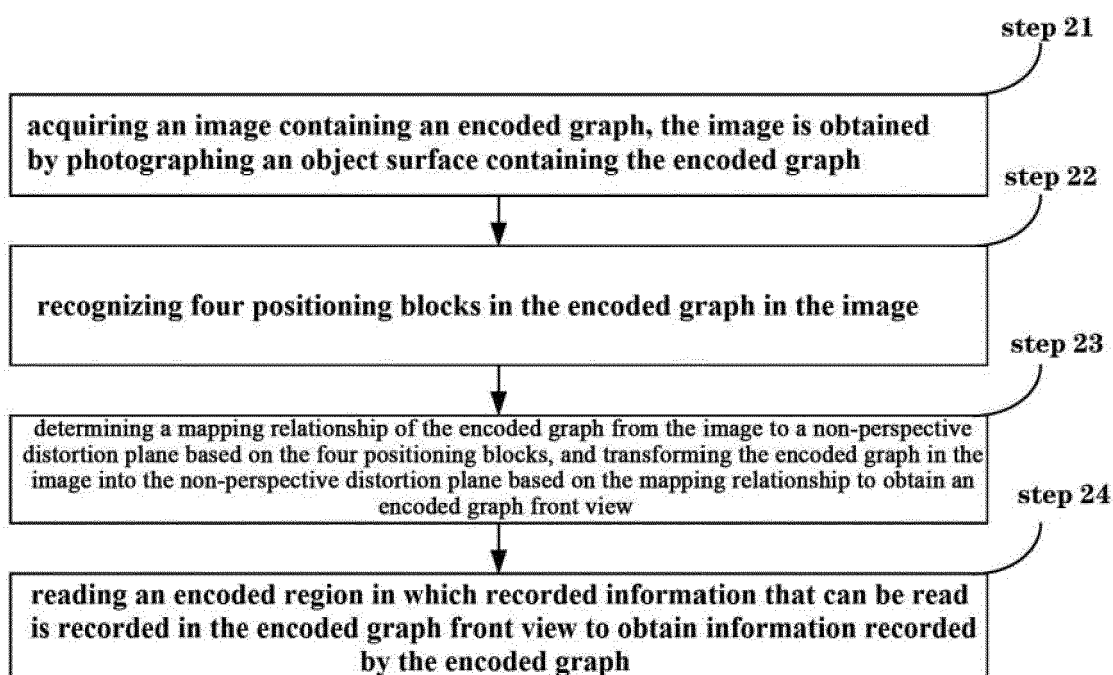 step 21
acquiring an image containing an encoded graph, the image is obtained
by photographing an object surface containing the encoded graph
step 22
recognizing four positioning blocks in the encoded graph in the image
step 23
determining a mapping relationship of the encoded graph from the image to a non-perspective
distortion plane based on the four positioning blocks, and transforming the encoded graph in the
image into the non-perspective distortion plane based on the mapping relationship to obtain an
encoded graph front view
step 24
reading an encoded region in which recorded information that can be read
is recorded in the encoded graph front view to obtain information recorded
by the encoded graph